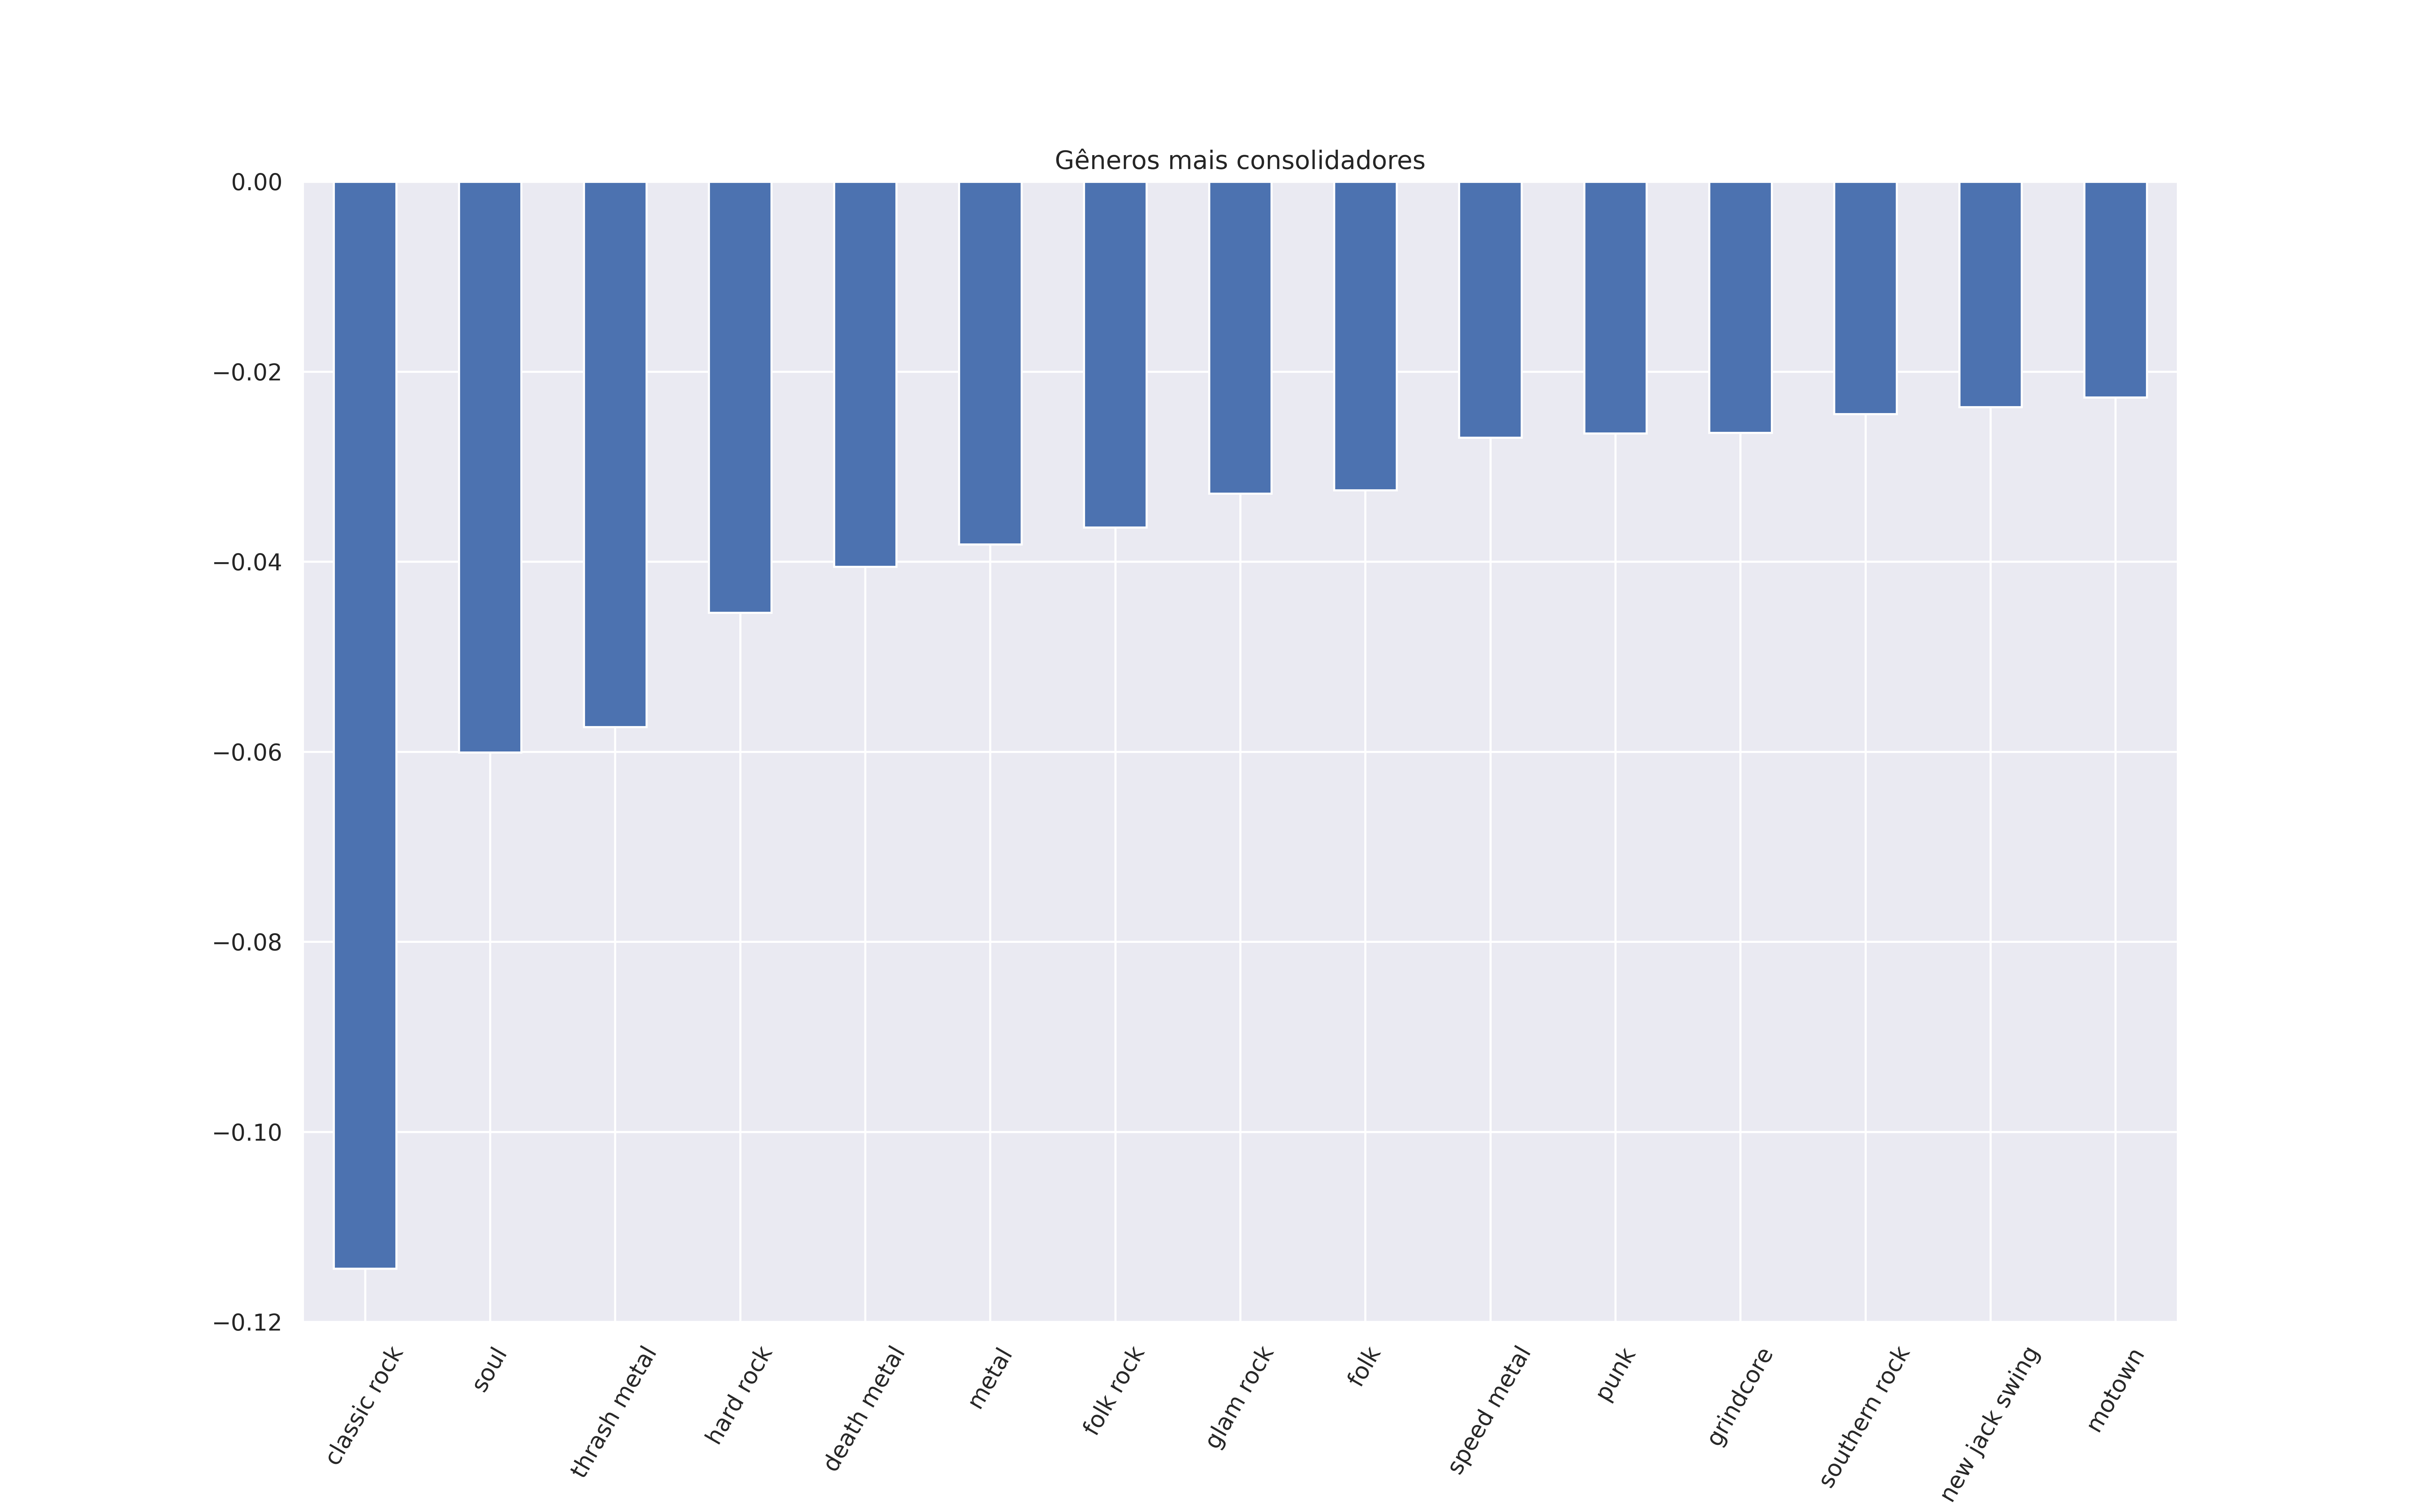 Gêneros mais consolidadores
0.00
−0.02
−0.04
−0.06
−0.08
−0.10
−0.12
classic rock
soul
thrash metal
hard rock
death metal
metal
folk rock
glam rock
folk
speed metal
punk
grindcore
southern rock
new jack swing
motown